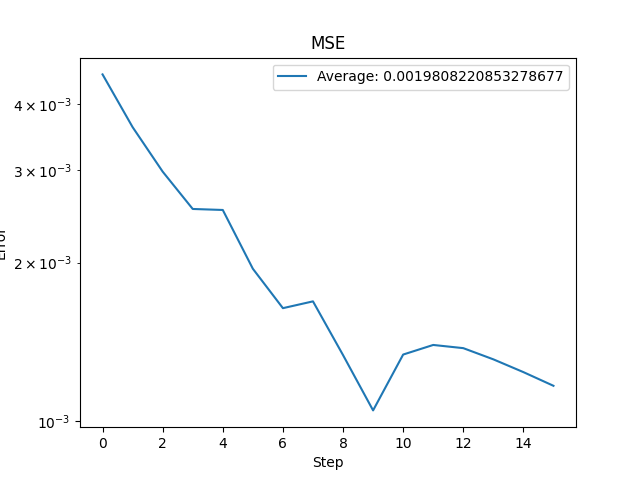 MSE
Average: 0.0019808220853278677
4 × 10⁻³
3 × 10⁻³
2 × 10⁻³
10⁻³
Error
0 2 4 6 8 10 12 14
Step